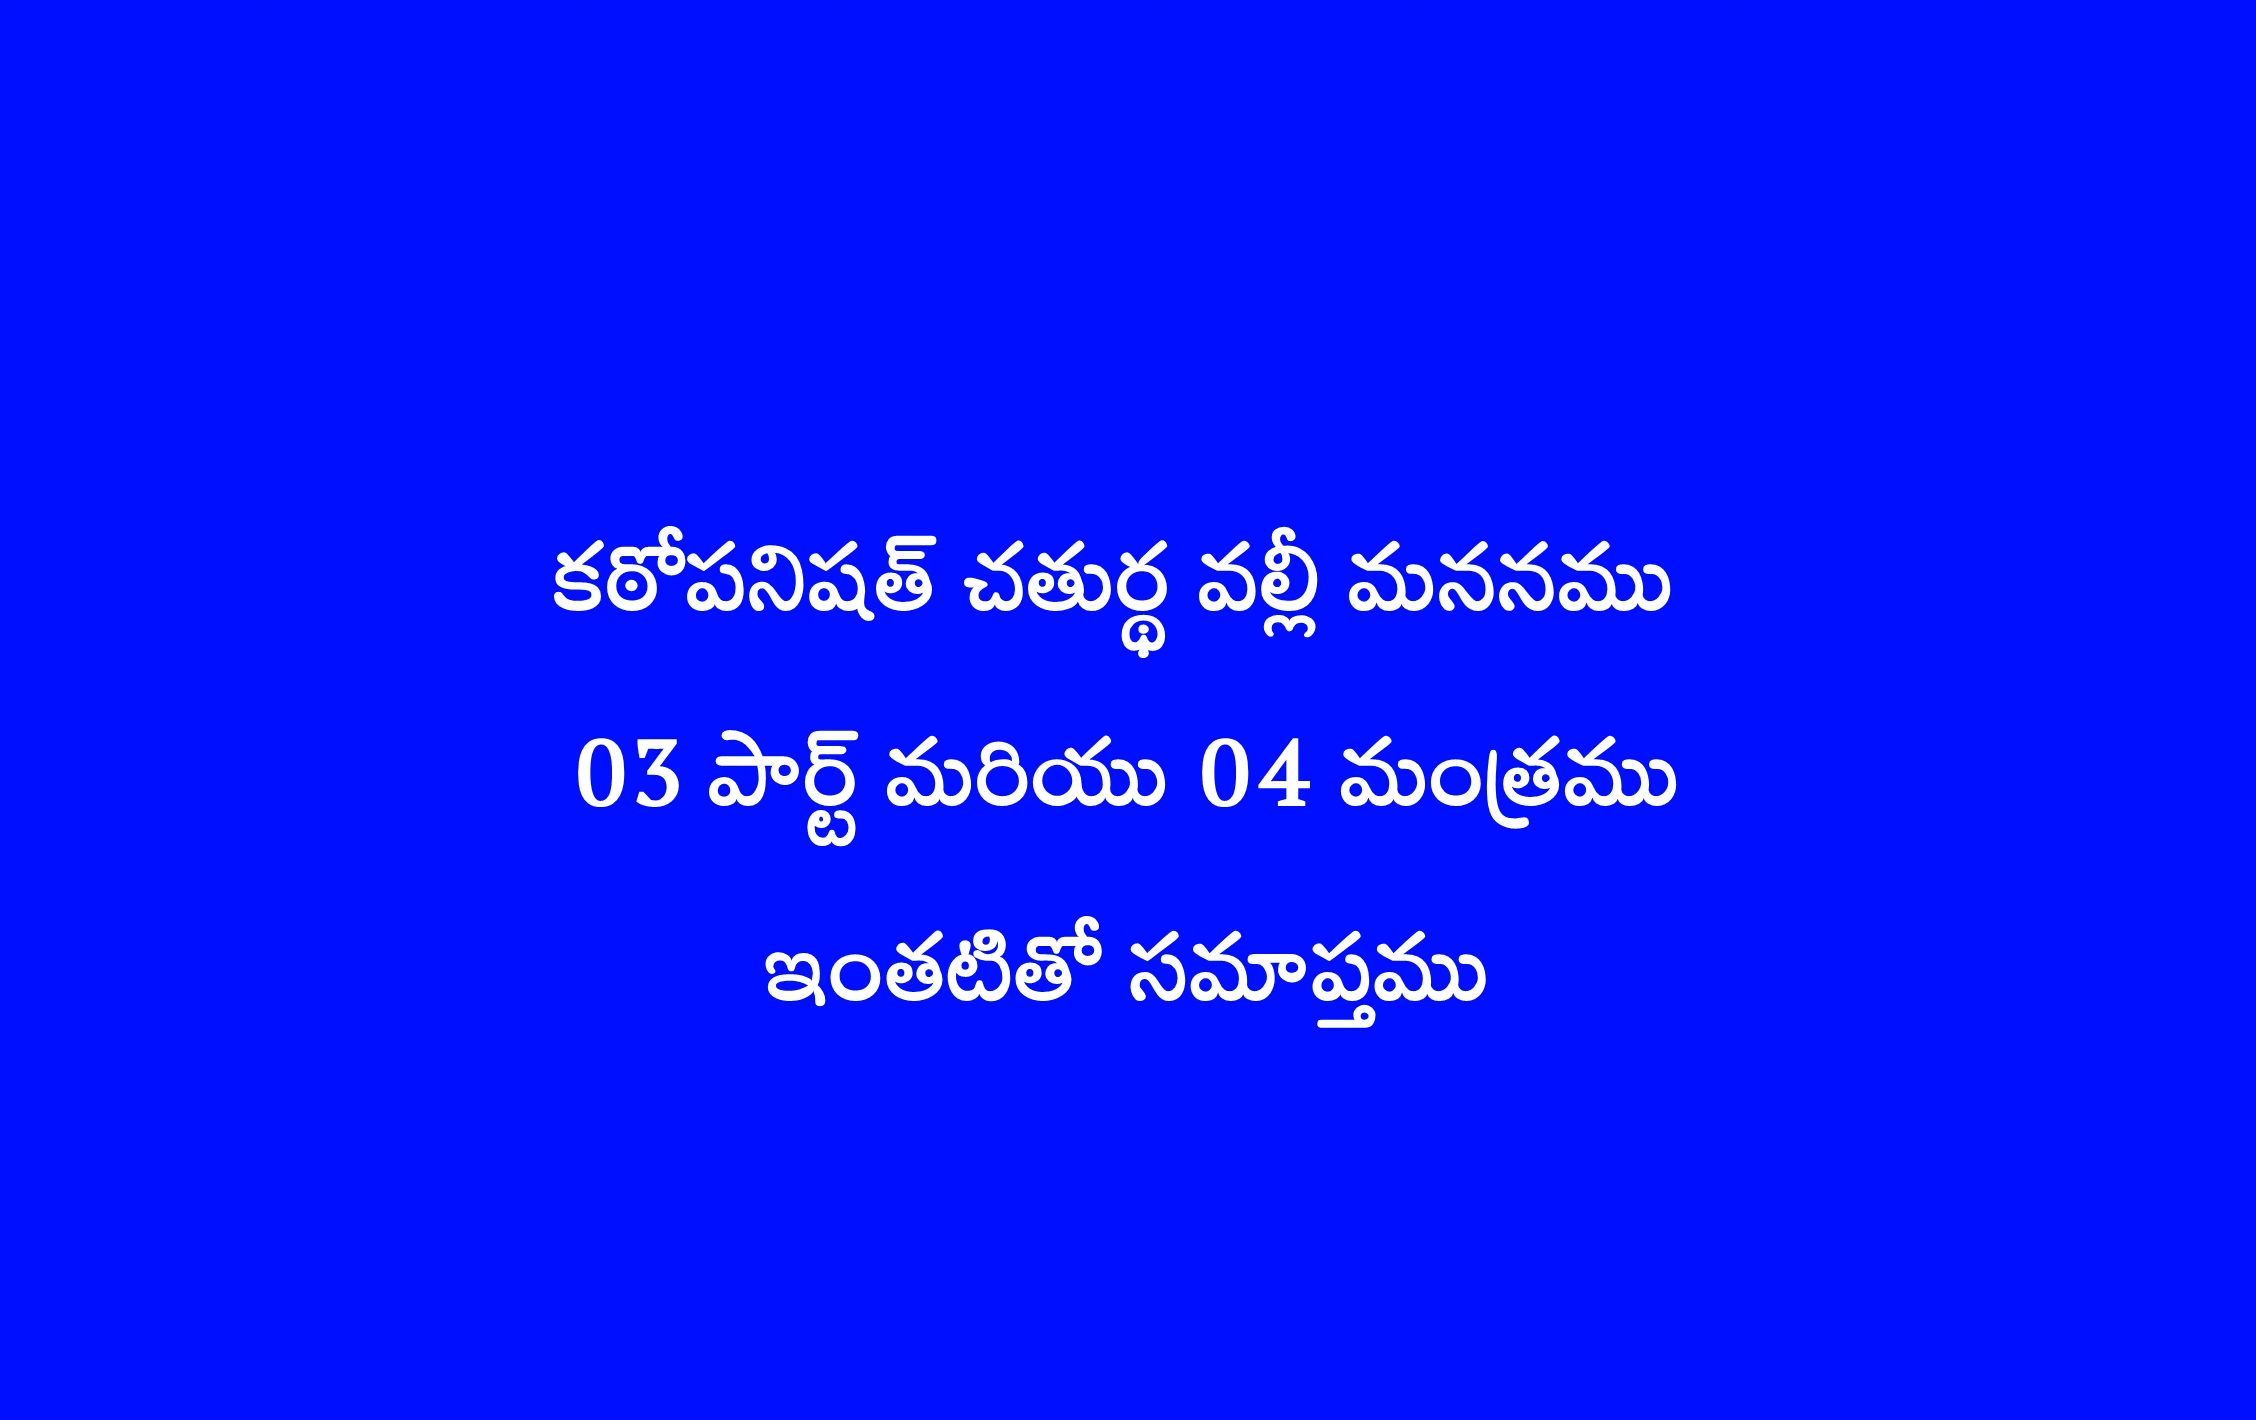 కఠోపనిషత్ చతుర్థ వల్లీ మననము
03 పార్ట్ మరియు 04 మంత్రము
ఇంతటితో సమాప్తము